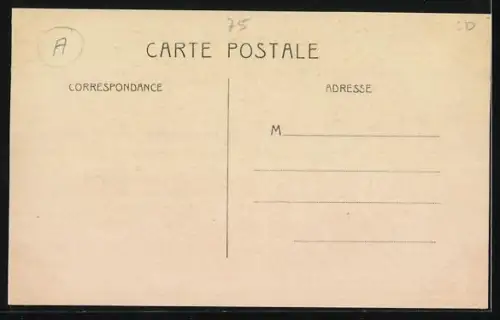 75
A
CARTE POSTALE
CORRESPONDANCE
ADRESSE
M